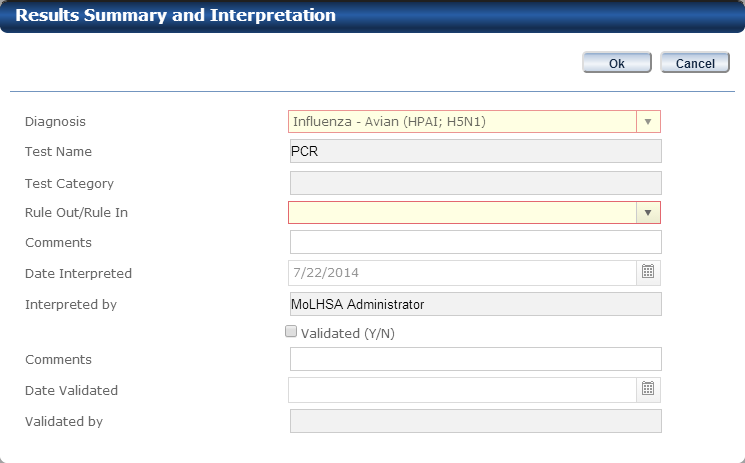 Results Summary and Interpretation
Ok Cancel
Diagnosis Influenza - Avian (HPAI; H5N1)
Test Name PCR
Test Category
Rule Out/Rule In
Comments
Date Interpreted 7/22/2014
Interpreted by MoLHSA Administrator
Validated (Y/N)
Comments
Date Validated
Validated by